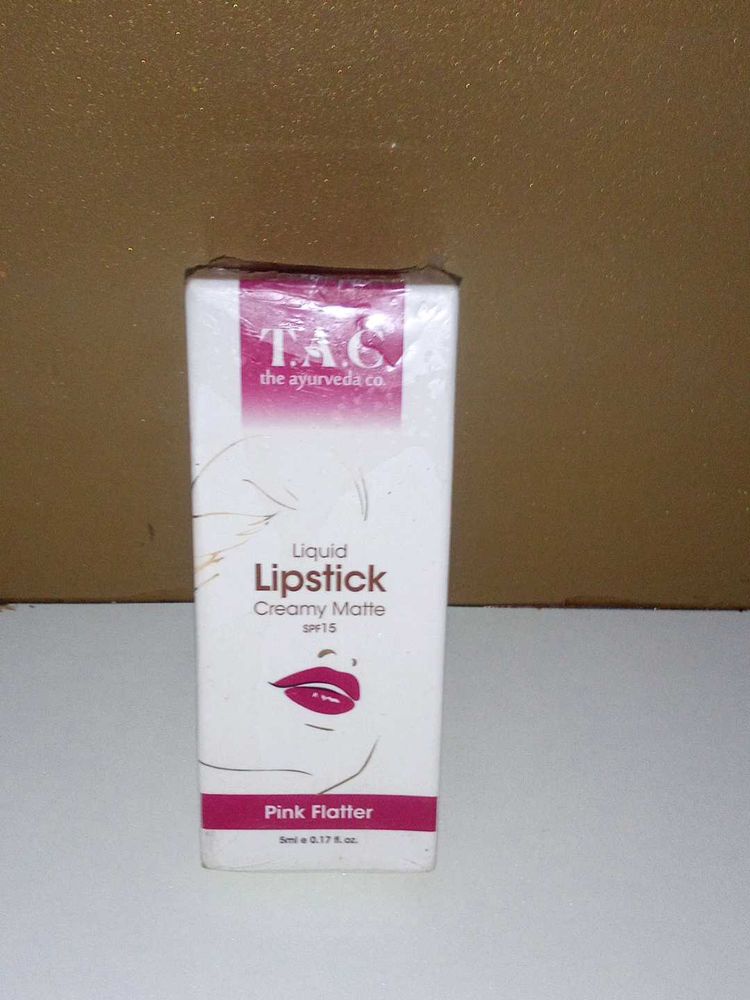 T.A.C
the ayurveda co.
Liquid
Lipstick
Creamy Matte
SPF15
Pink Flatter
5ml e 0.17 fl. oz.